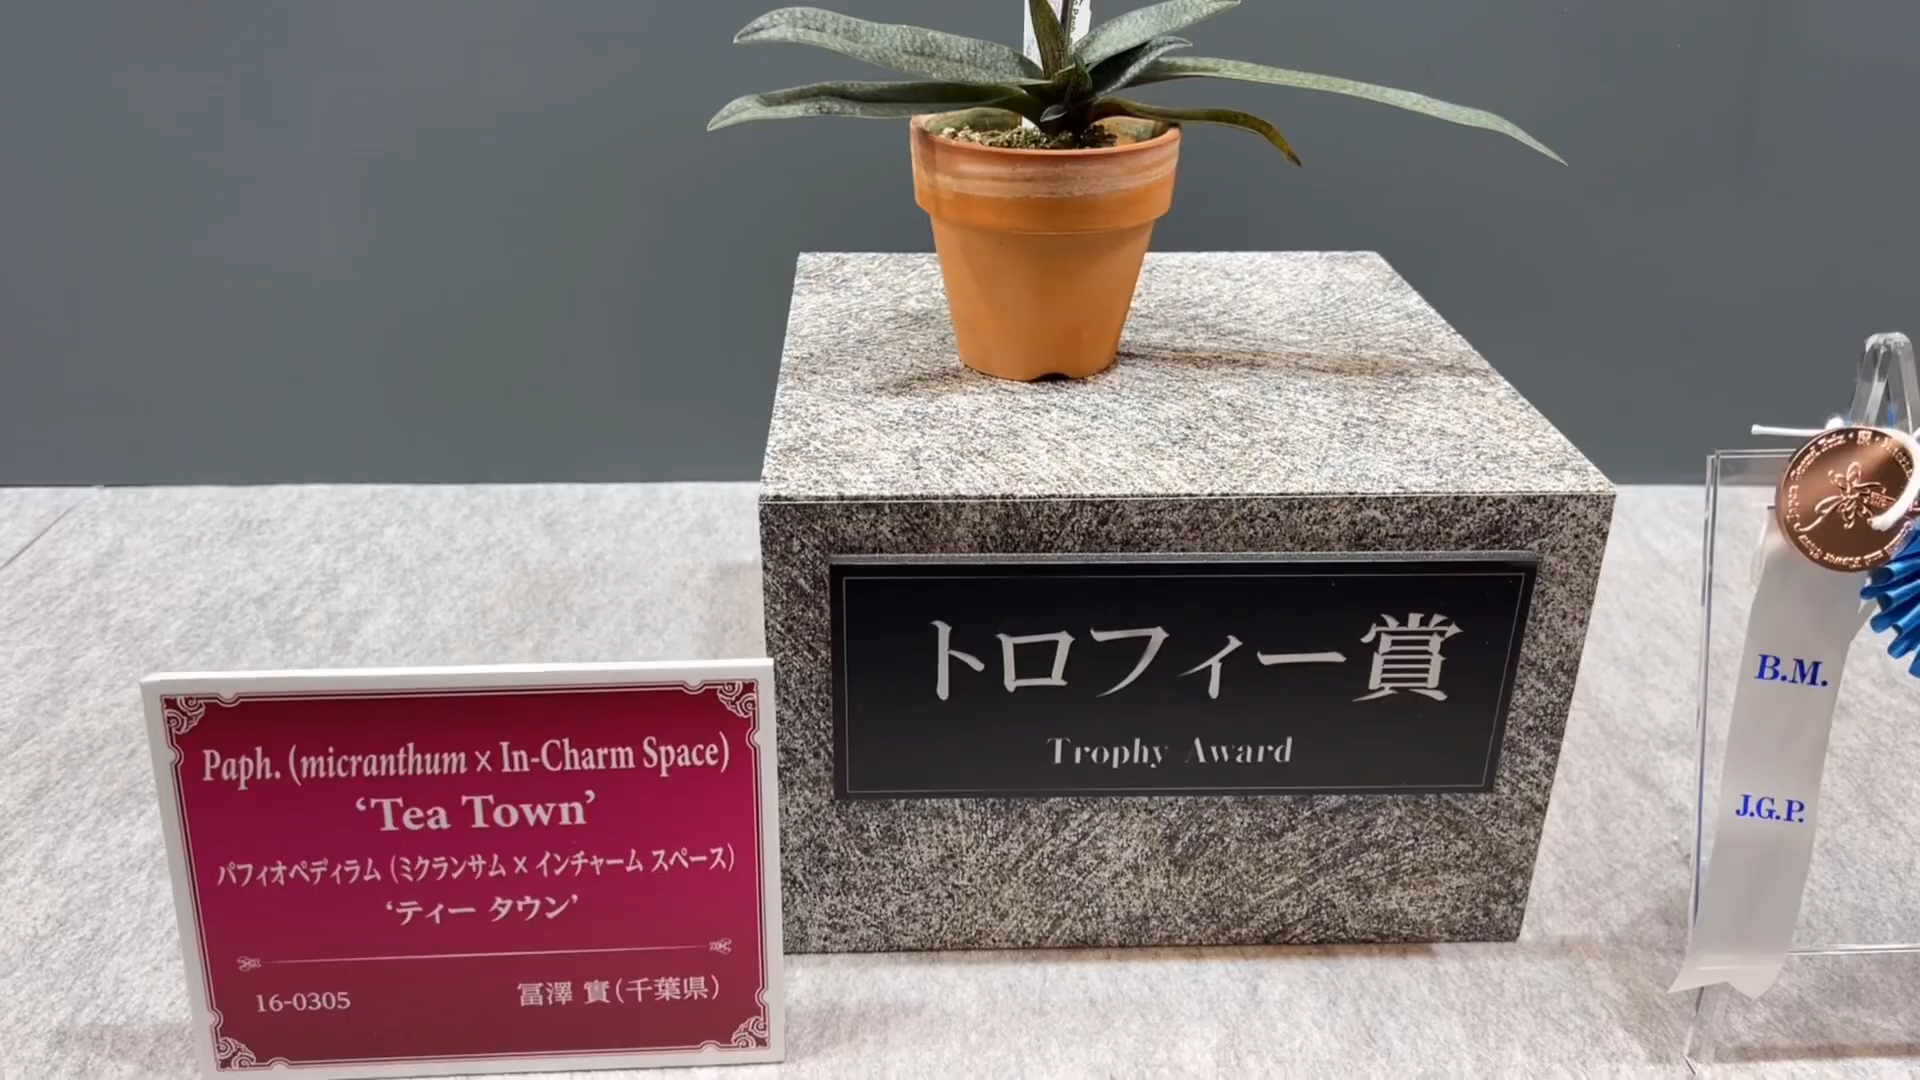 Paph. (micranthum × In-Charm Space)
‘Tea Town’
パフィオペディラム（ミクランサム × インチャーム スペース）
‘ティー タウン’
16-0305
冨澤 實（千葉県）
トロフィー賞
Trophy Award
B.M.
J.G.P.